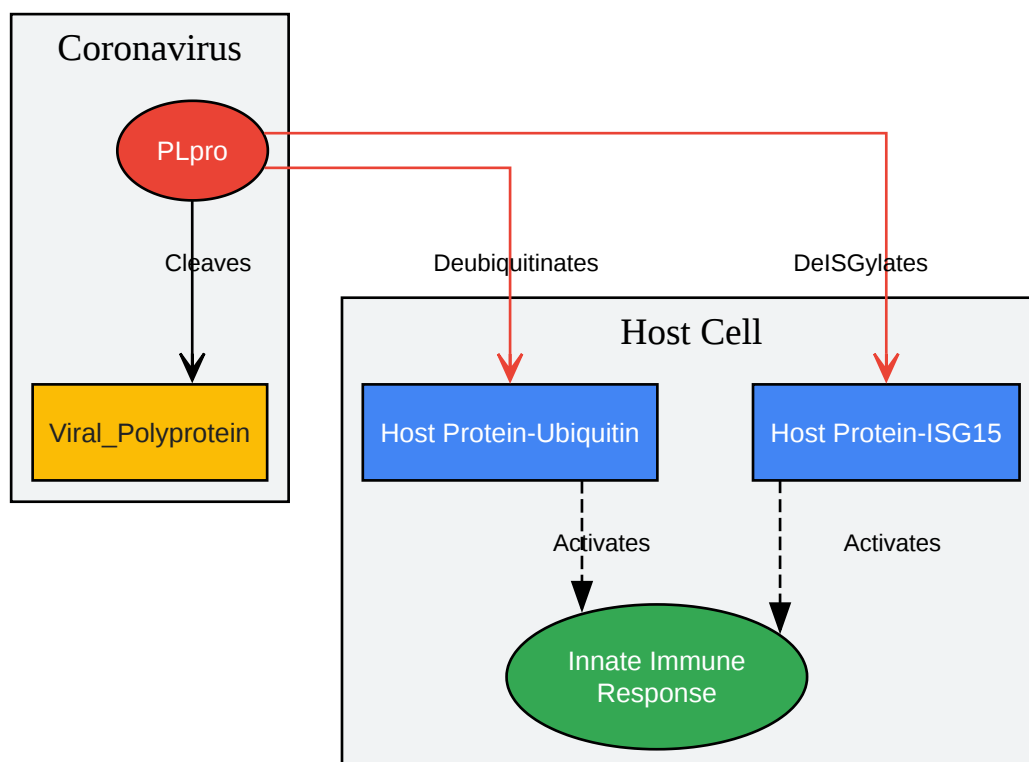 Coronavirus
PLpro
Cleaves
Deubiquitinates
DeISGylates
Host Cell
Viral_Polyprotein
Host Protein-Ubiquitin
Host Protein-ISG15
Activates
Activates
Innate Immune
Response